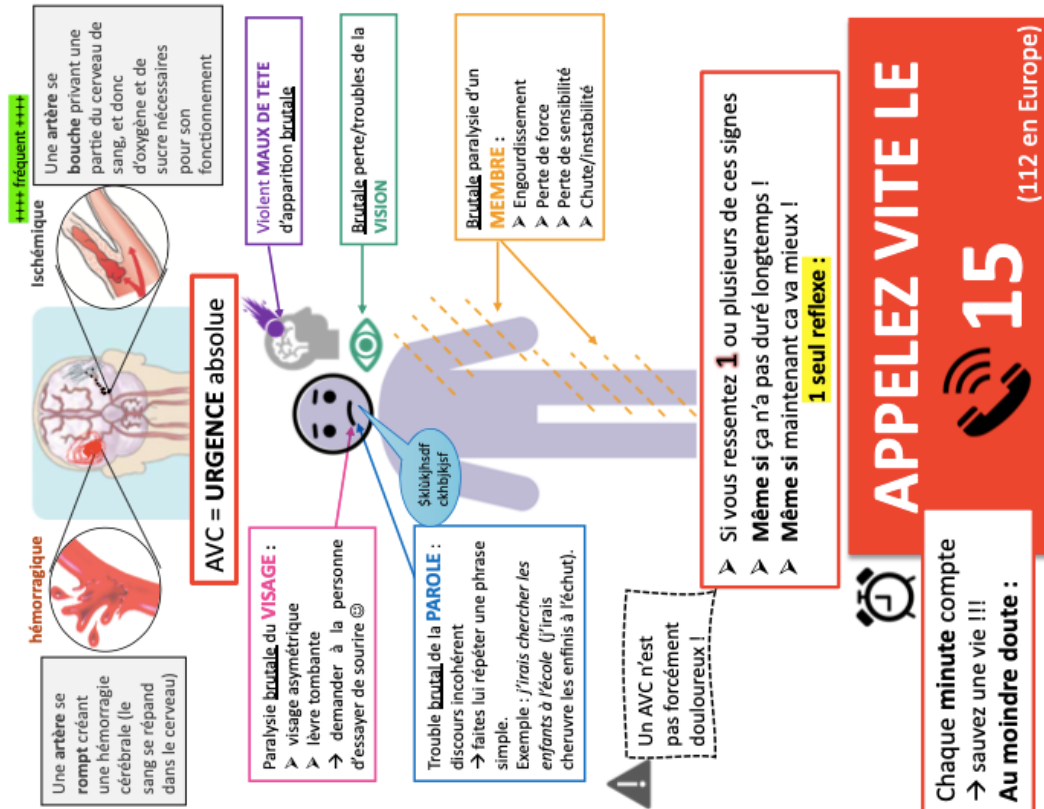 hémorragique
Une artère se
rompt créant
une hémorragie
cérébrale (le
sang se répand
dans le cerveau)
Ischémique
++++ fréquent ++++
Une artère se
bouche privant une
partie du cerveau de
sang, et donc
d'oxygène et de
sucre nécessaires
pour son
fonctionnement
AVC = URGENCE absolue
Violent MAUX DE TETE
d'apparition brutale
Brutale perte/troubles de la
VISION
Paralysie brutale du VISAGE :
➢ visage asymétrique
➢ lèvre tombante
→ demander à la personne
d'essayer de sourire ☺
Trouble brutal de la PAROLE :
discours incohérent
→ faites lui répéter une phrase
simple.
Exemple : j'irais chercher les
enfants à l'école (j'irais
cheruvre les enfinis à l'échut).
$klùkjhsdf
ckhbjkjsf
Brutale paralysie d'un
MEMBRE :
➢ Engourdissement
➢ Perte de force
➢ Perte de sensibilité
➢ Chute/instabilité
Un AVC n'est
pas forcément
douloureux !
➢ Si vous ressentez 1 ou plusieurs de ces signes
➢ Même si ça n'a pas duré longtemps !
➢ Même si maintenant ca va mieux !
1 seul reflexe :
Chaque minute compte
→ sauvez une vie !!!
Au moindre doute :
APPELEZ VITE LE
15
(112 en Europe)